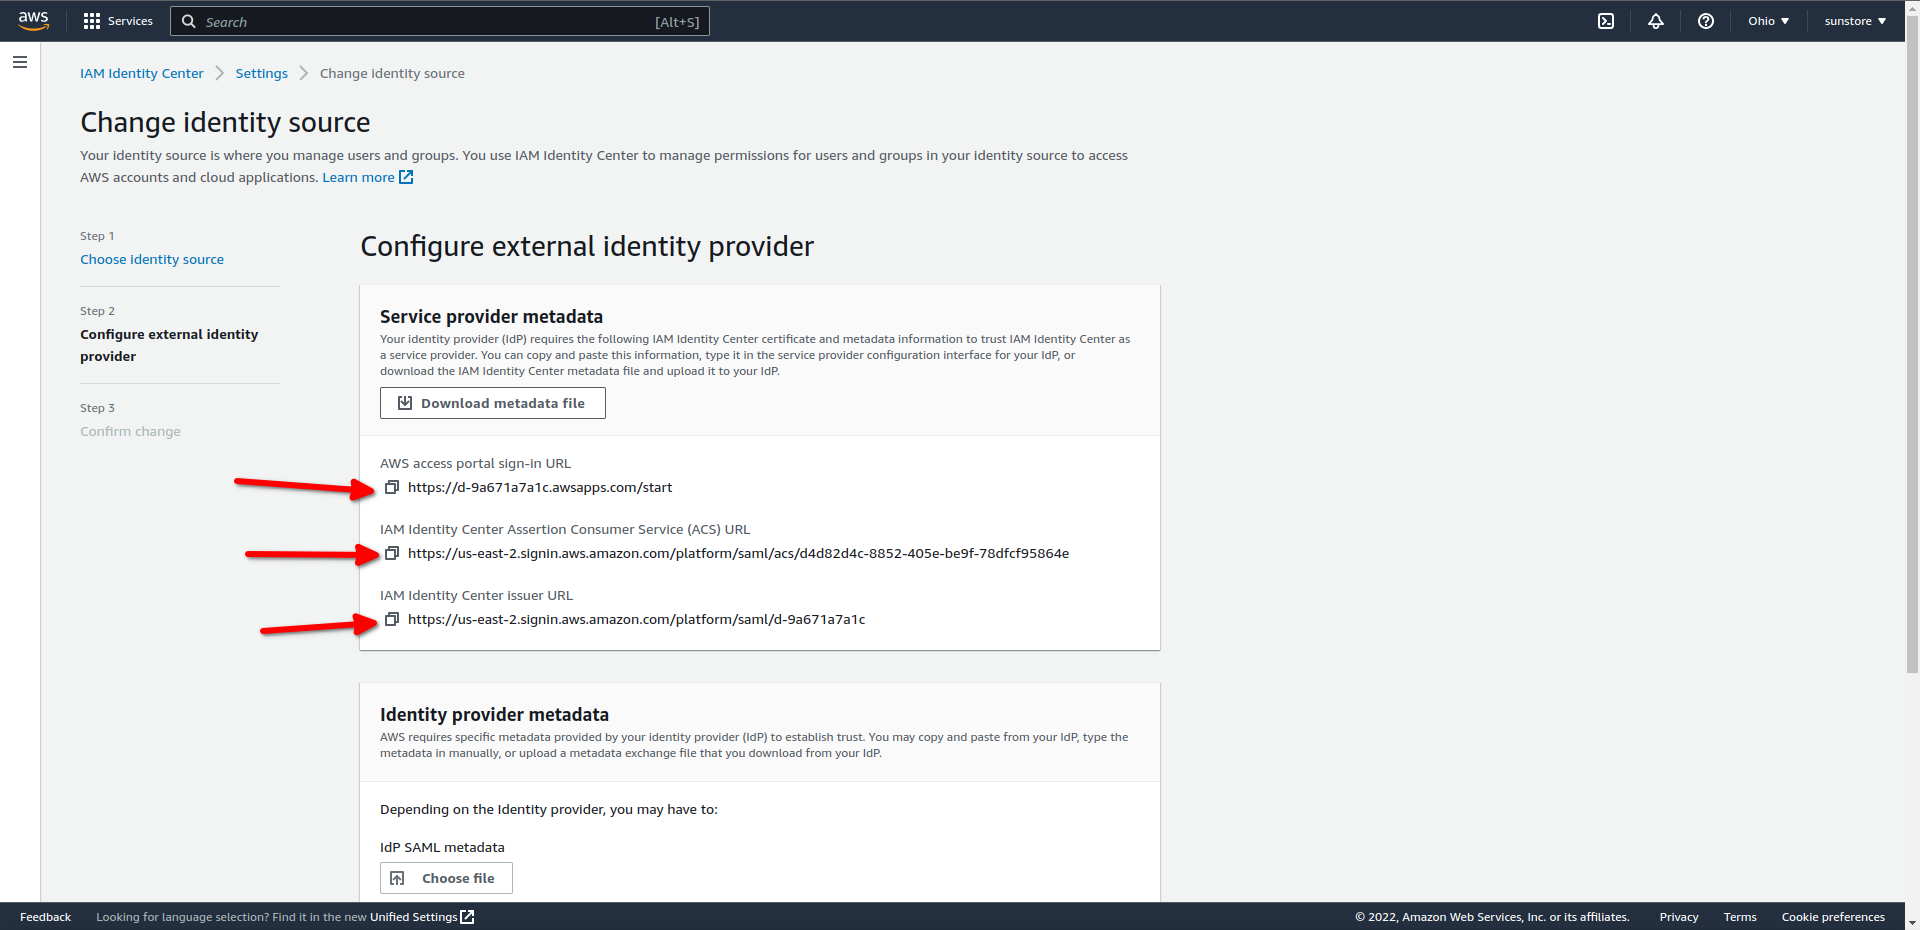 aws
Services
Search
[Alt+S]
Ohio
sunstore
IAM Identity Center
Settings
Change identity source
Change identity source
Your identity source is where you manage users and groups. You use IAM Identity Center to manage permissions for users and groups in your identity source to access
AWS accounts and cloud applications. Learn more
Step 1
Choose identity source
Step 2
Configure external identity
provider
Step 3
Confirm change
Configure external identity provider
Service provider metadata
Your identity provider (IdP) requires the following IAM Identity Center certificate and metadata information to trust IAM Identity Center as
a service provider. You can copy and paste this information, type it in the service provider configuration interface for your IdP, or
download the IAM Identity Center metadata file and upload it to your IdP.
Download metadata file
AWS access portal sign-in URL
https://d-9a671a7a1c.awsapps.com/start
IAM Identity Center Assertion Consumer Service (ACS) URL
https://us-east-2.signin.aws.amazon.com/platform/saml/acs/d4d82d4c-8852-405e-be9f-78dfcf95864e
IAM Identity Center issuer URL
https://us-east-2.signin.aws.amazon.com/platform/saml/d-9a671a7a1c
Identity provider metadata
AWS requires specific metadata provided by your identity provider (IdP) to establish trust. You may copy and paste from your IdP, type the
metadata in manually, or upload a metadata exchange file that you download from your IdP.
Depending on the Identity provider, you may have to:
IdP SAML metadata
Choose file
Feedback
Looking for language selection? Find it in the new Unified Settings
© 2022, Amazon Web Services, Inc. or its affiliates.
Privacy
Terms
Cookie preferences